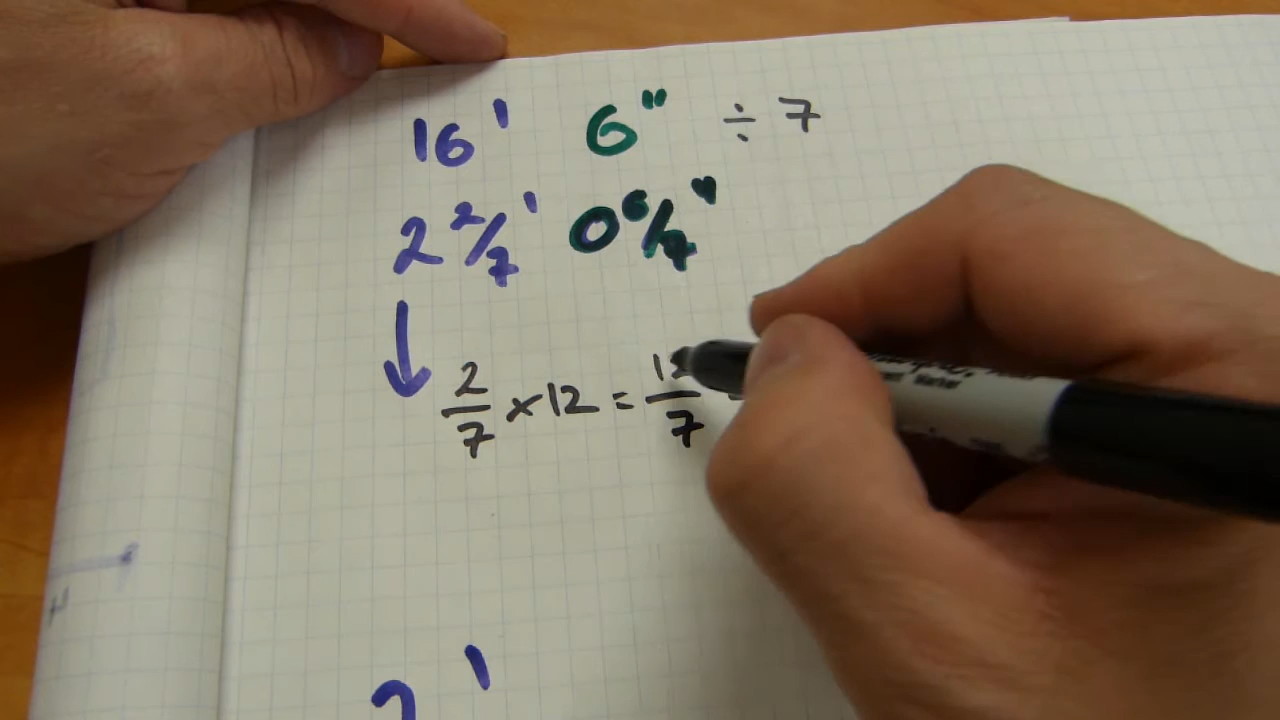 16' 6" ÷ 7
2 2/7' 0 6/7"
2/7 × 12 = 12/7
2'